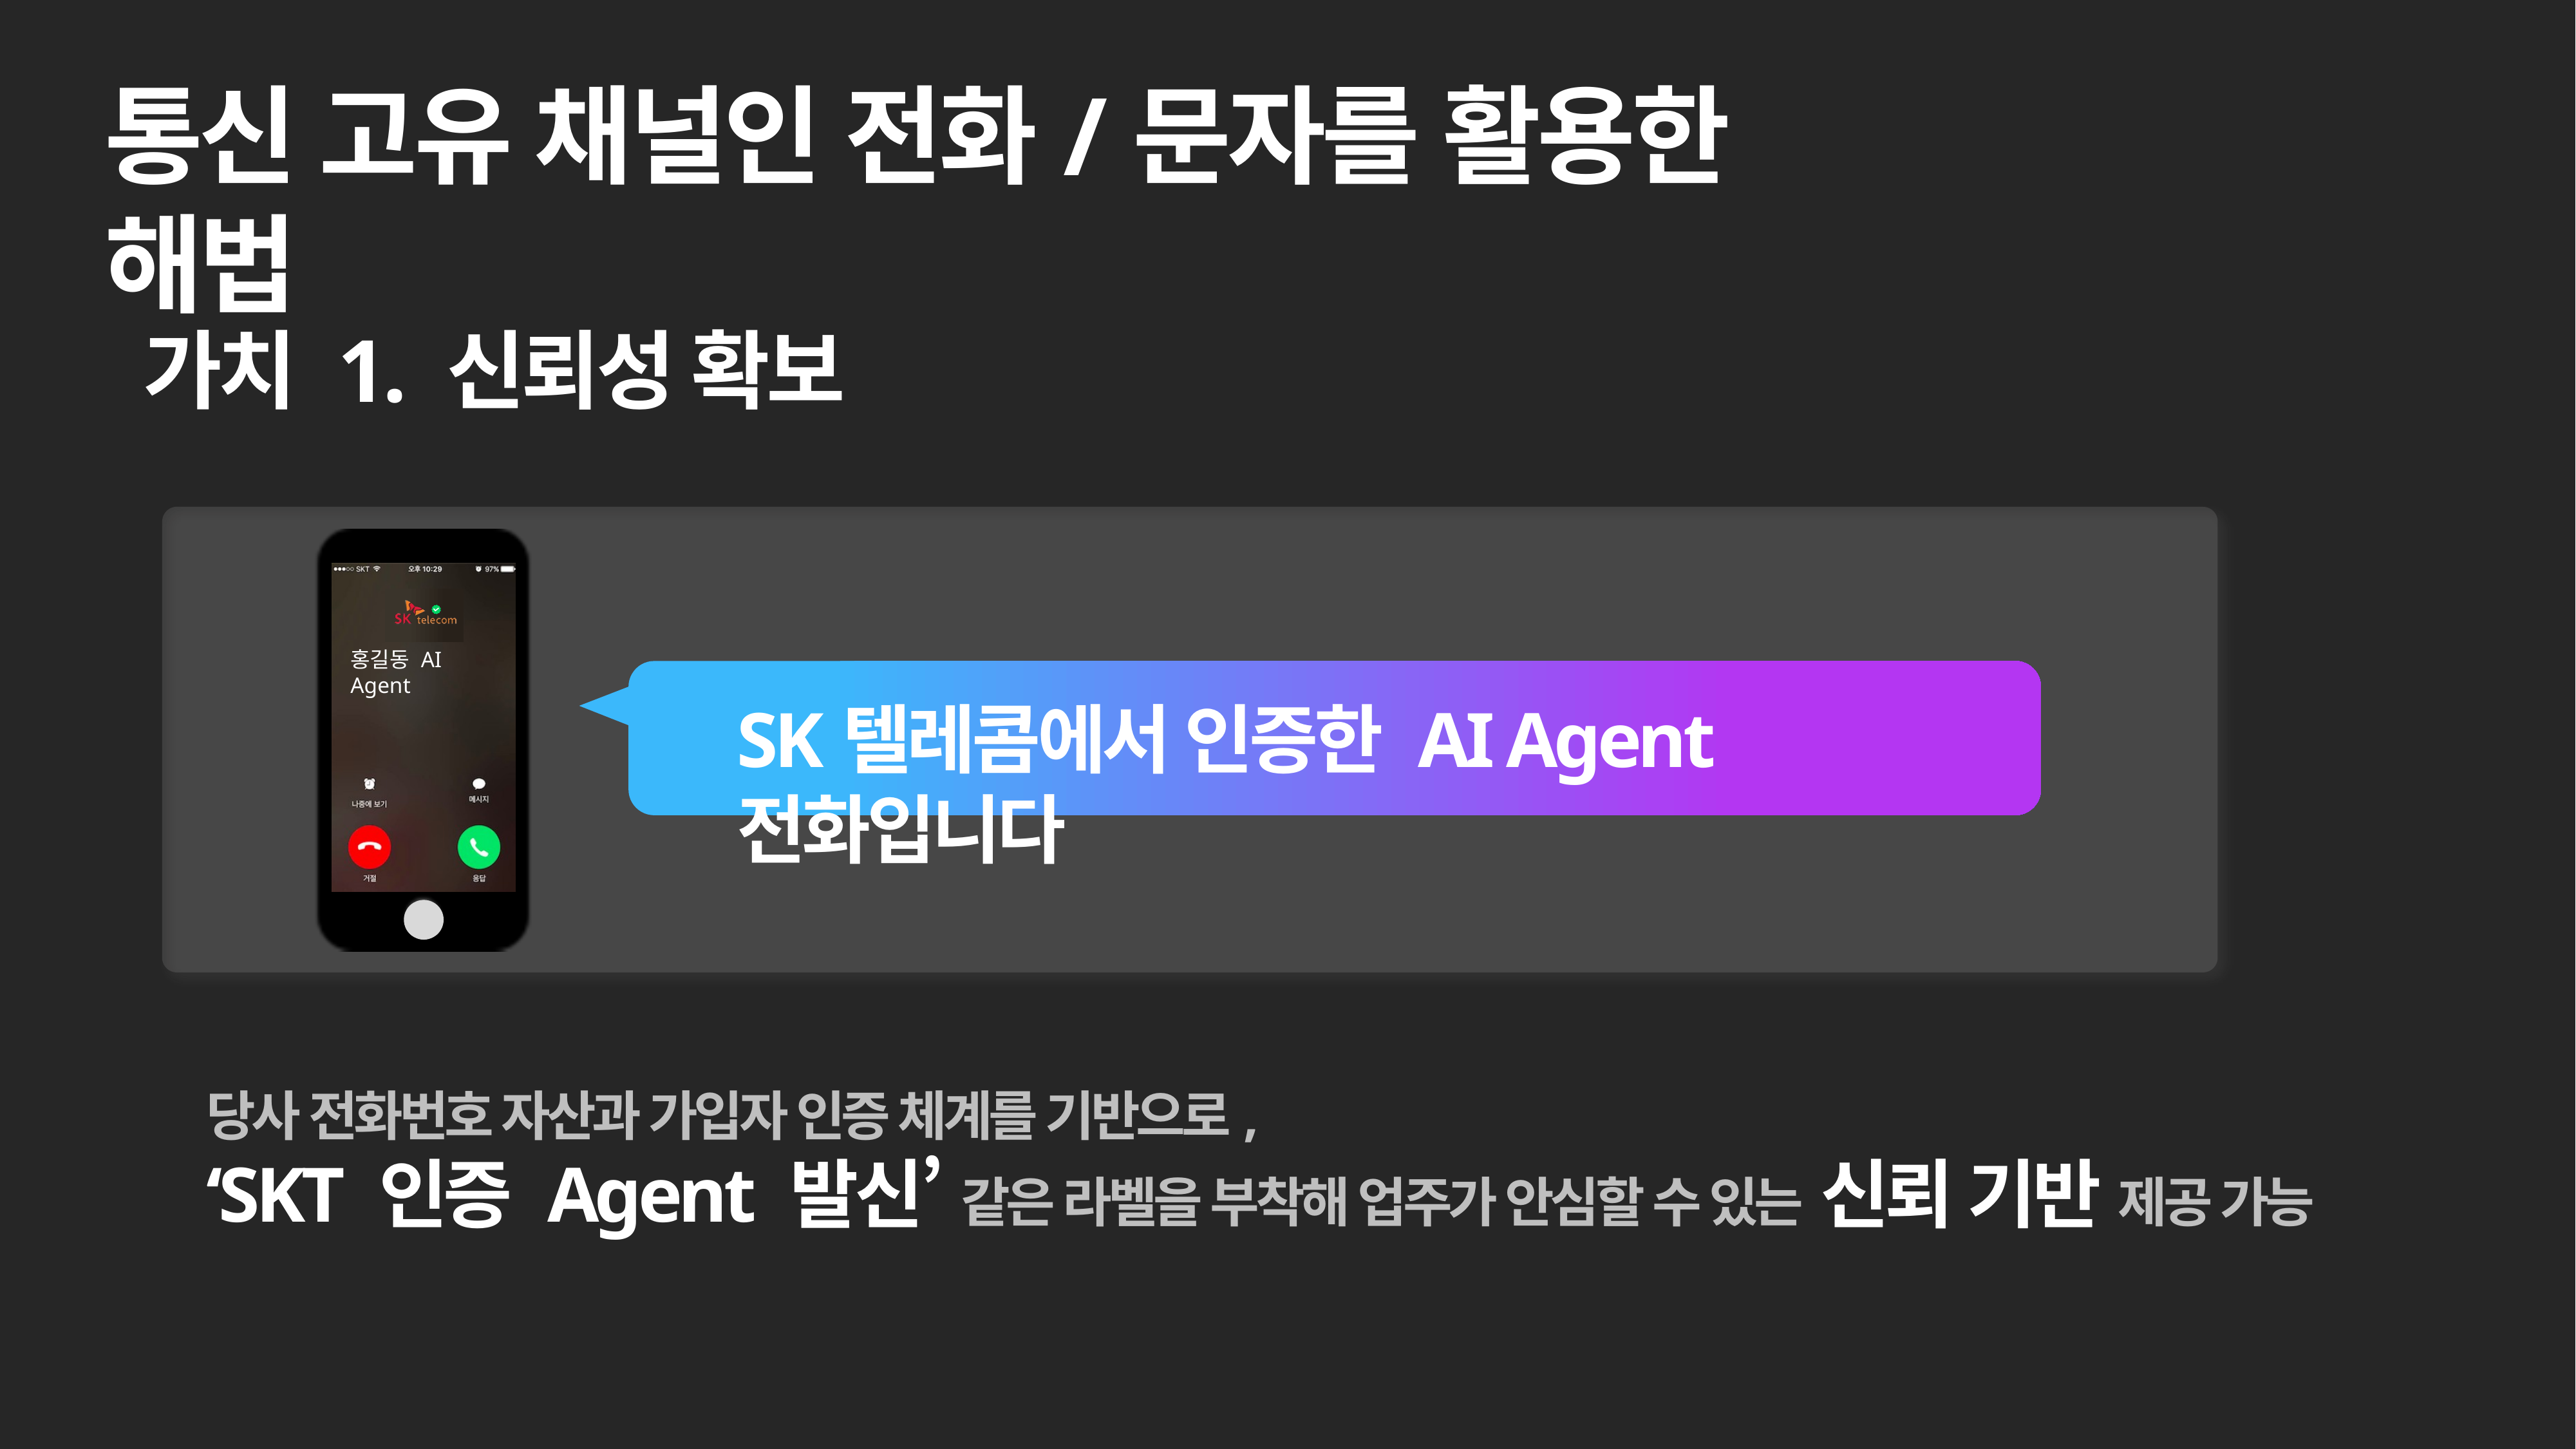 통신 고유 채널인 전화 / 문자를 활용한
해법
가치 1. 신뢰성 확보
SKT 오후 10:29 97%
SK telecom
홍길동 AI
Agent
나중에 보기 메시지
거절 응답
SK 텔레콤에서 인증한 AI Agent
전화입니다
당사 전화번호 자산과 가입자 인증 체계를 기반으로 ,
‘SKT 인증 Agent 발신’ 같은 라벨을 부착해 업주가 안심할 수 있는 신뢰 기반 제공 가능